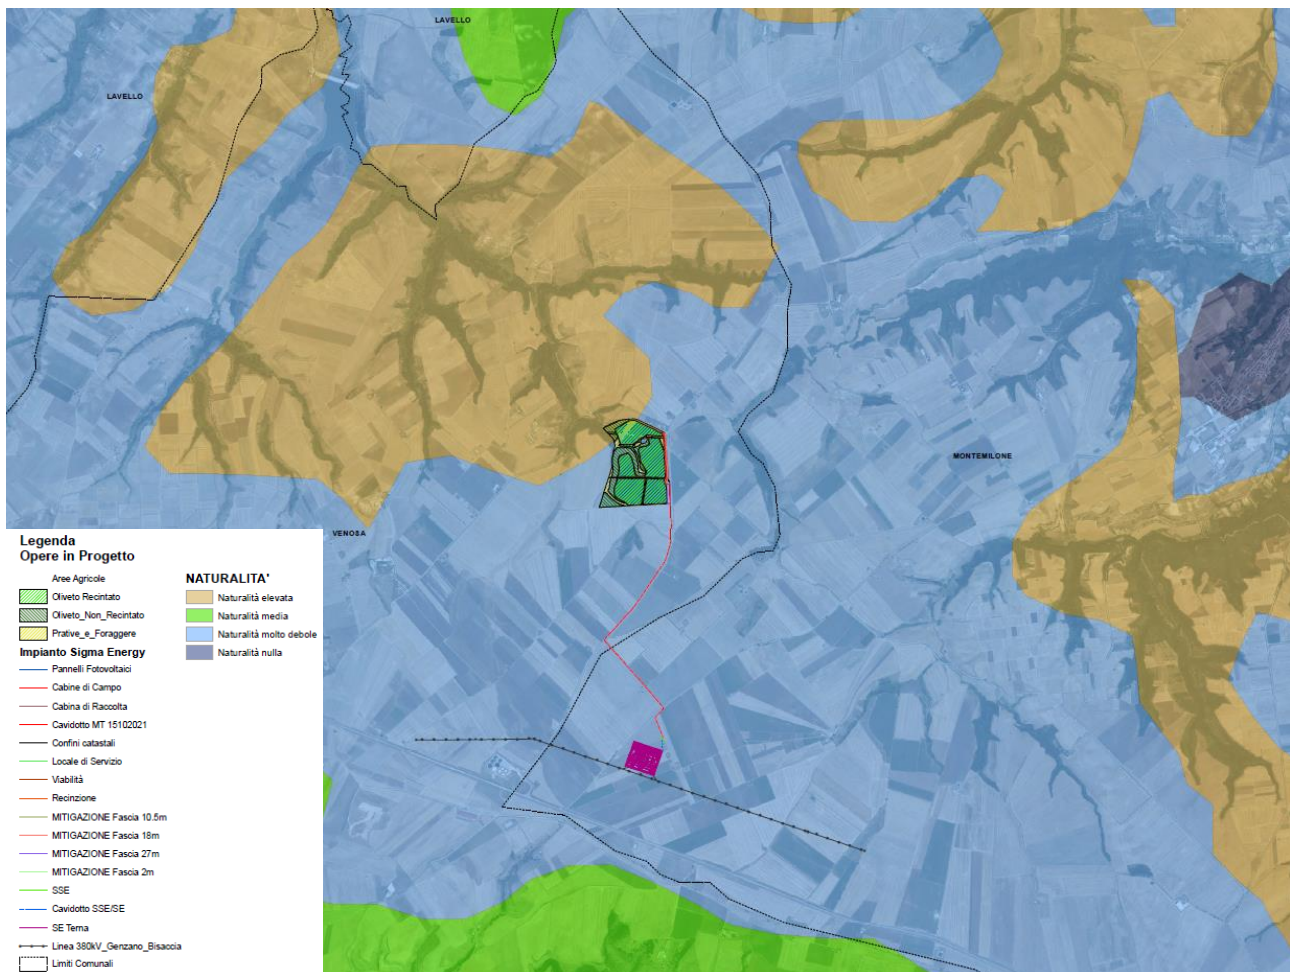 LAVELLO
LAVELLO
MONTEMILONE
VENOSA
Legenda
Opere in Progetto
Aree Agricole
Oliveto Recintato
Oliveto_Non_Recintato
Prative_e_Foraggere
Impianto Sigma Energy
Pannelli Fotovoltaici
Cabine di Campo
Cabina di Raccolta
Cavidotto MT 15102021
Confini catastali
Locale di Servizio
Viabilità
Recinzione
MITIGAZIONE Fascia 10.5m
MITIGAZIONE Fascia 18m
MITIGAZIONE Fascia 27m
MITIGAZIONE Fascia 2m
SSE
Cavidotto SSE/SE
SE Terna
Linea 380kV_Genzano_Bisaccia
Limiti Comunali
NATURALITA'
Naturalità elevata
Naturalità media
Naturalità molto debole
Naturalità nulla